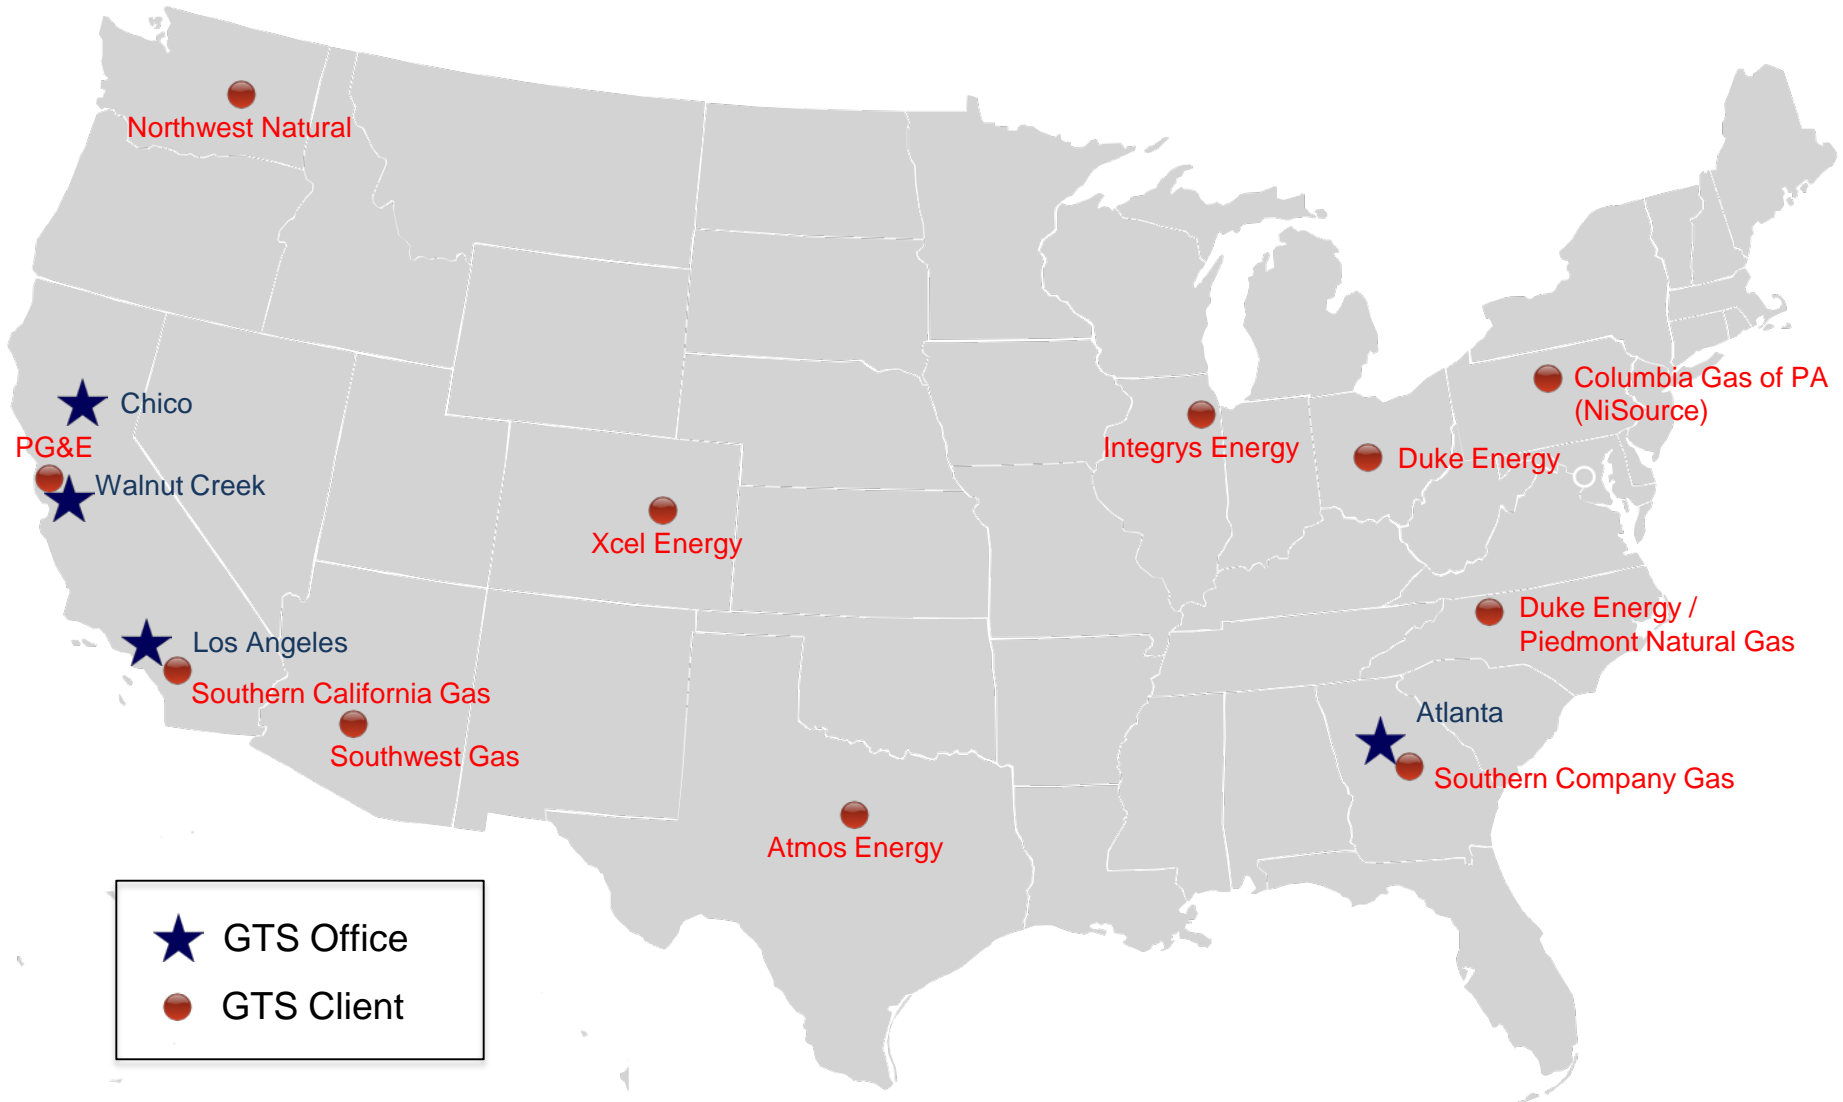 Northwest Natural
Chico
PG&E
Walnut Creek
Los Angeles
Southern California Gas
Southwest Gas
Xcel Energy
Atmos Energy
Integrys Energy
Duke Energy
Columbia Gas of PA
(NiSource)
Duke Energy /
Piedmont Natural Gas
Atlanta
Southern Company Gas
GTS Office
GTS Client